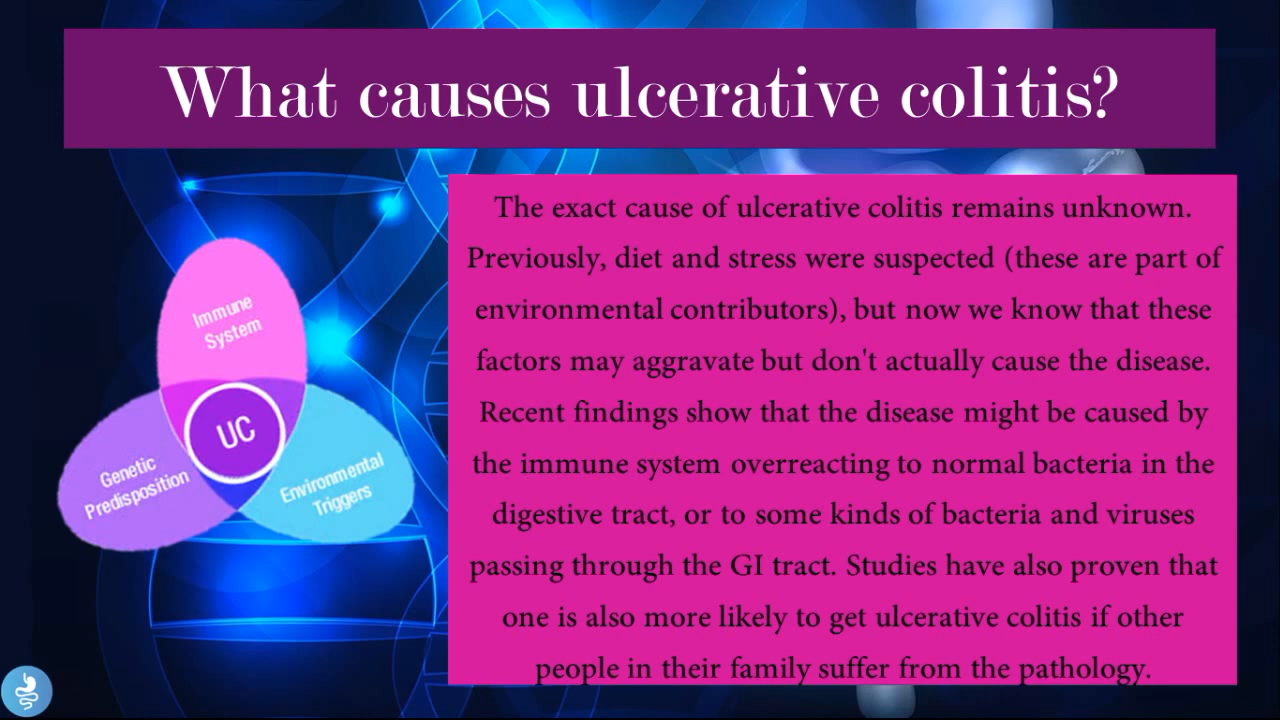 What causes ulcerative colitis?
The exact cause of ulcerative colitis remains unknown.
Previously, diet and stress were suspected (these are part of
environmental contributors), but now we know that these
factors may aggravate but don't actually cause the disease.
Recent findings show that the disease might be caused by
the immune system overreacting to normal bacteria in the
digestive tract, or to some kinds of bacteria and viruses
passing through the GI tract. Studies have also proven that
one is also more likely to get ulcerative colitis if other
people in their family suffer from the pathology.
Immune
System
UC
Genetic
Predisposition
Environmental
Triggers